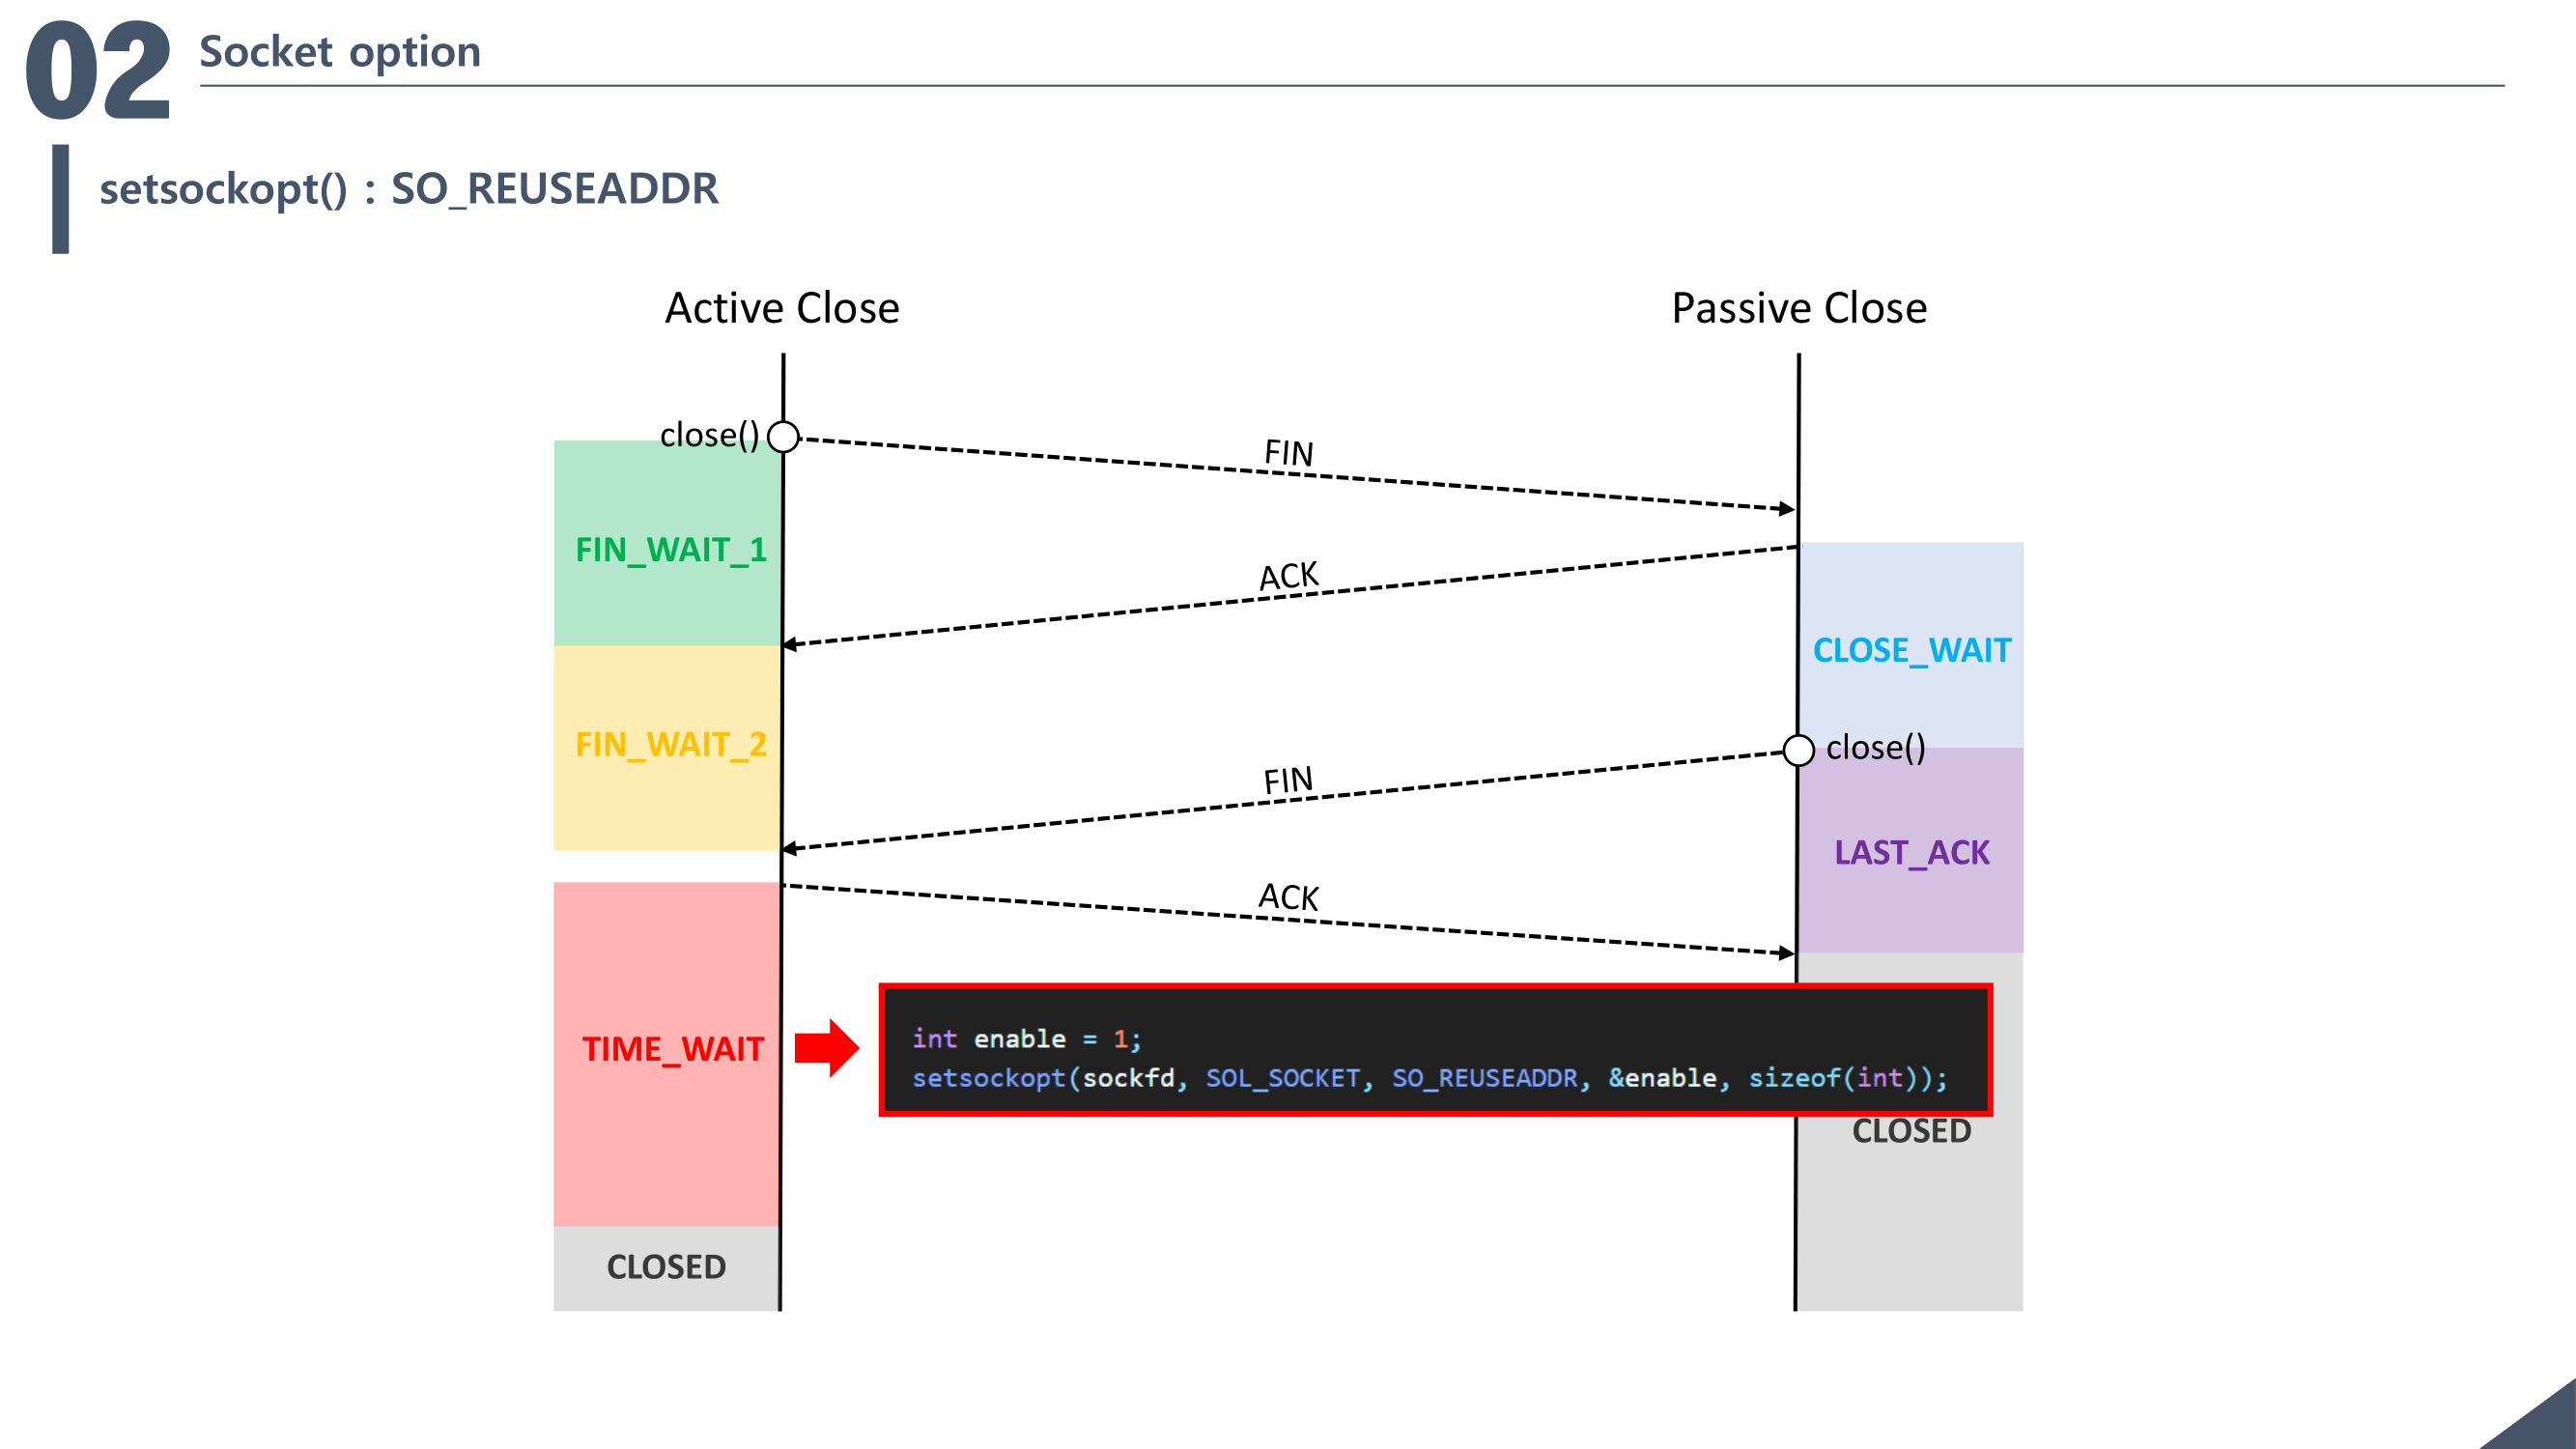 02
Socket option
setsockopt() : SO_REUSEADDR
Active Close
Passive Close
close()
FIN
FIN_WAIT_1
ACK
CLOSE_WAIT
FIN_WAIT_2
close()
FIN
LAST_ACK
ACK
TIME_WAIT
int enable = 1;
setsockopt(sockfd, SOL_SOCKET, SO_REUSEADDR, &enable, sizeof(int));
CLOSED
CLOSED